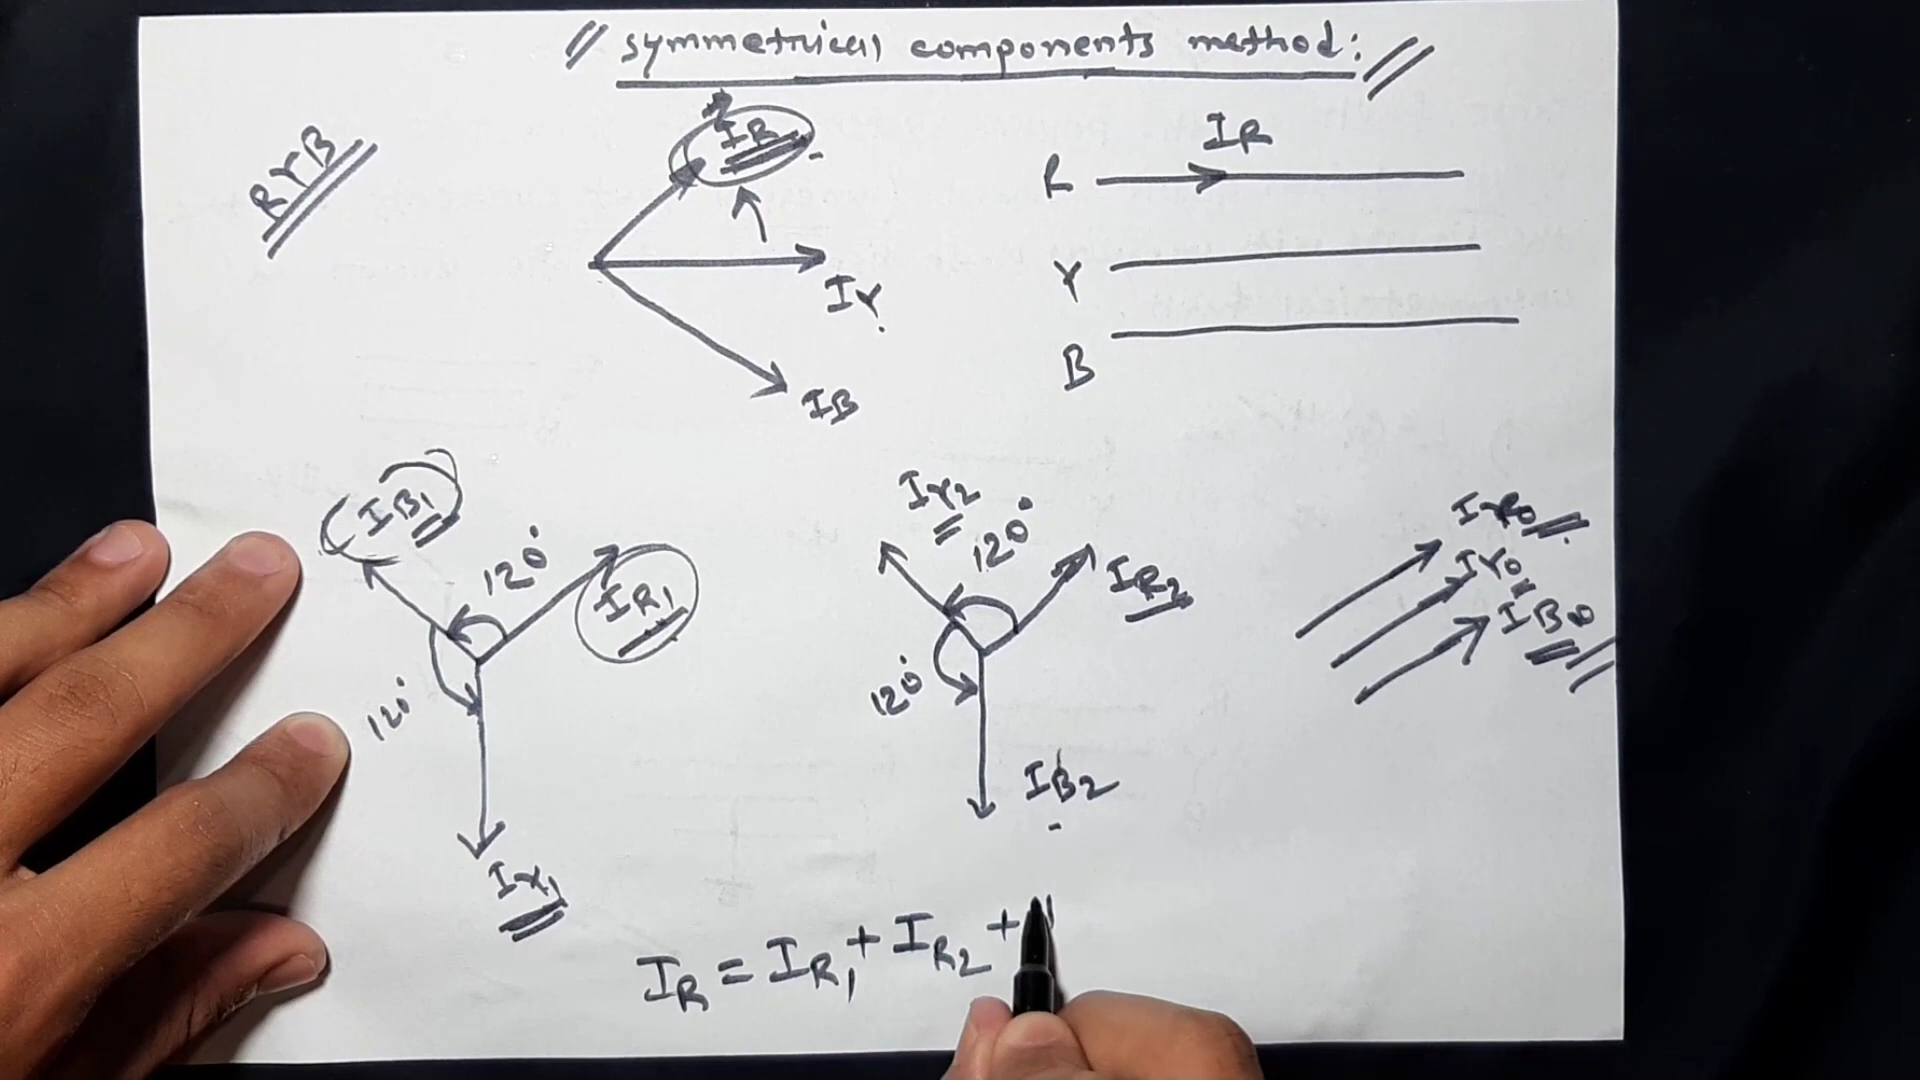 symmetrical components method:
RYB
IR
IY
IB
IR
R
Y
B
IB1
120°
IR1
120°
IY1
IY2
120°
IR2
120°
IB2
IR0
IY0
IB0
IR = IR1 + IR2 +